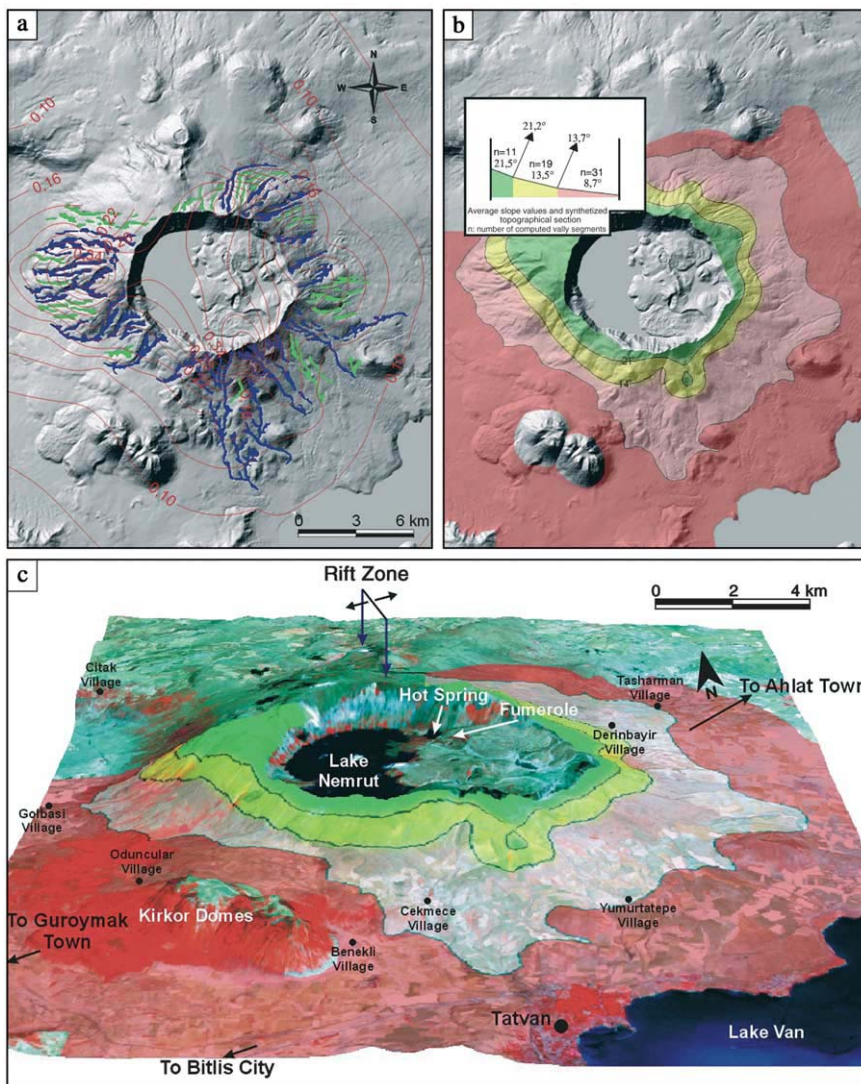 a
N
W E
S
0.10
0.10
0.16
0.22
0.10
0 3 6 km
b
21,2°
n=11
21,5°
13,7°
n=19
13,5°
n=31
8,7°
Average slope values and synthetized
topographical section
n: number of computed vally segments
14°
c
Rift Zone
0 2 4 km
Citak
Village
N
Tasharman
Village
To Ahlat Town
Hot Spring
Fumerole
Derinbayir
Village
Lake
Nemrut
Golbasi
Village
Oduncular
Village
Kirkor Domes
To Guroymak
Town
Cekmece
Village
Yumurtatepe
Village
Benekli
Village
Tatvan
Lake Van
To Bitlis City